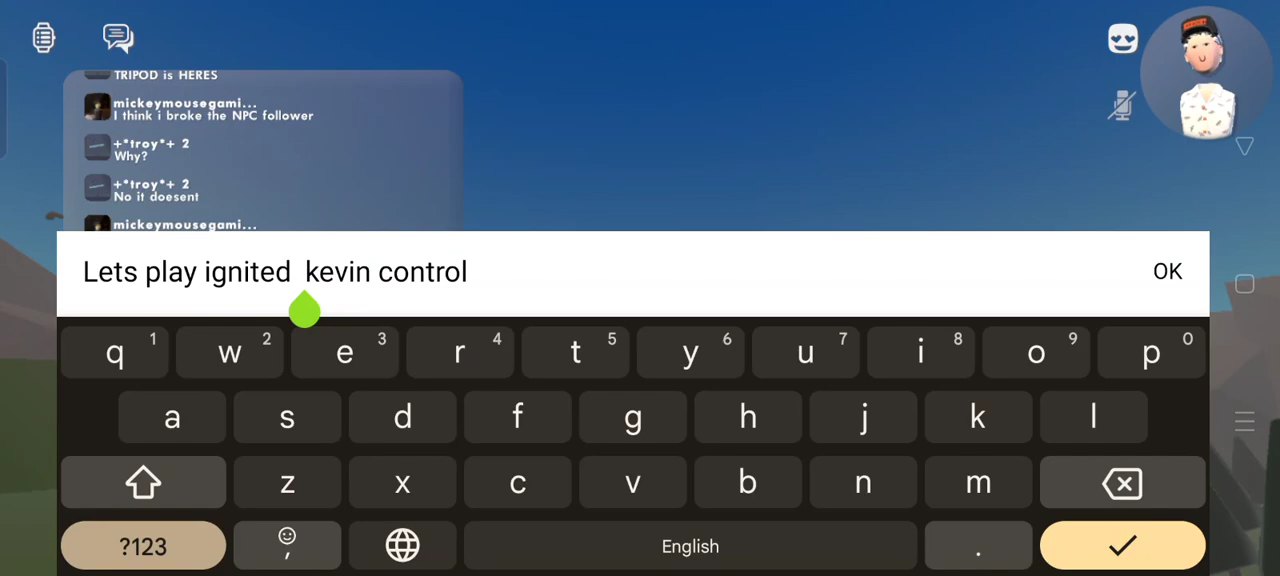 TRIPOD is HERES
mickeymousegami...
I think i broke the NPC follower
+*troy*+ 2
Why?
+*troy*+ 2
No it doesent
mickeymousegami...
Lets play ignited  kevin control
OK
q 1 w 2 e 3 r 4 t 5 y 6 u 7 i 8 o 9 p 0
a s d f g h j k l
z x c v b n m
?123 , English .